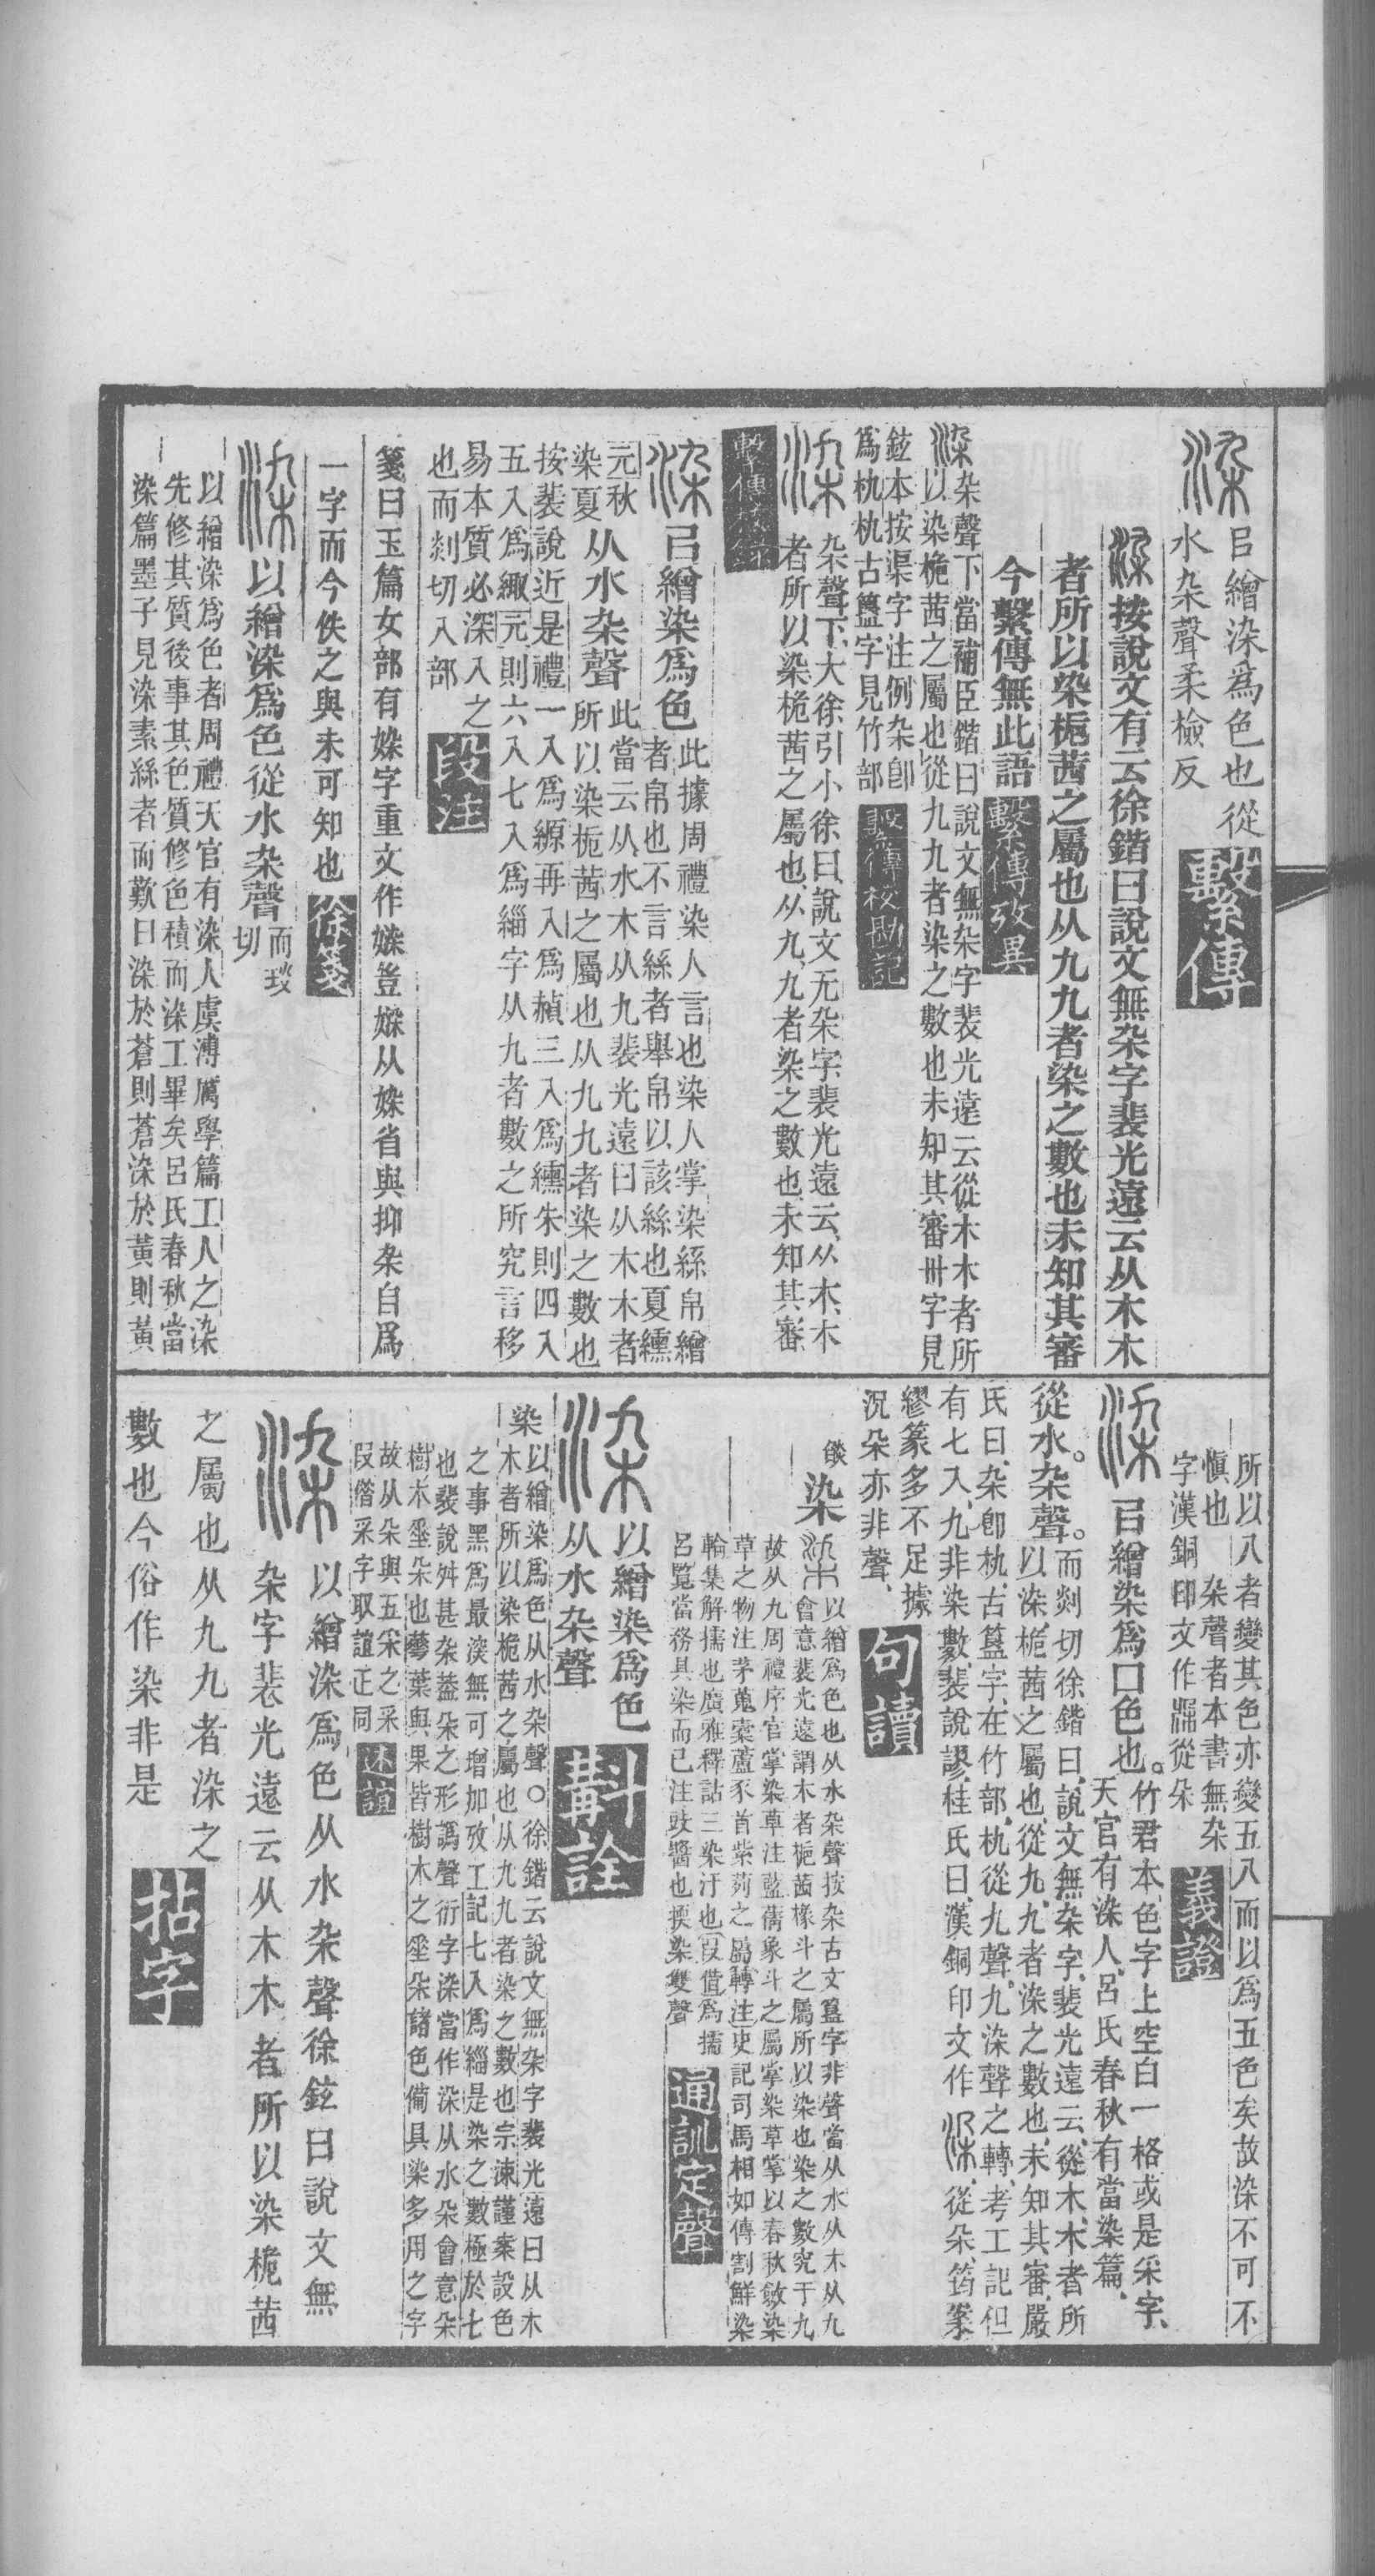 染 㠯繒染爲色也從
水杂聲柔檢反 繫傳
染按說文有云徐鍇曰說文無杂字裴光遠云从木木
者所以染梔茜之屬也从九九者染之數也未知其審
今繫傳無此語 繫傳攷異
染 杂聲下當補臣鍇曰說文無杂字裴光遠云從木木者所
以染桅茜之屬也從九九者染之數也未知其審卌字見
鉉本按渠字注例杂卽
爲朹朹古簋字見竹部 繫傳校勘記
染 杂聲下大徐引小徐曰說文无杂字裴光遠云从木木
者所以染桅茜之屬也从九九者染之數也未知其審
繫傳校錄
染 㠯繒染爲色 此據周禮染人言也染人掌染絲帛繒
者帛也不言絲者舉帛以該絲也夏纁
元秋
染夏 从水杂聲 此當云从水木从九裴光遠曰从木木者
所以染梔茜之屬也从九九者染之數也
按裴說近是禮一入爲縓再入爲赬三入爲纁朱則四入
五入爲緅元則六入七入爲緇字从九者數之所究言移
易本質必深入之
也而剡切八部 段注
箋曰玉篇女部有媣字重文作㛦豈㛦从媣省與抑杂自爲
一字而今佚之與未可知也 徐箋
染 以繒染爲色從水杂聲 而琰
切
以繒染爲色者周禮天官有染人虞溥厲學篇工人之染
先修其質後事其色質修色積而染工畢矣呂氏春秋當
染篇墨子見染素絲者而歎曰染於蒼則蒼染於黃則黃
所以入者變其色亦變五入而以爲五色矣故染不可不
愼也 杂聲者本書無杂
字漢銅印文作 從朵 義證
染 㠯繒染爲囗色也。 竹君本色字上空白一格或是采字、
天官有染人、呂氏春秋有當染篇、
從水。杂聲。 而剡切徐鍇曰、說文無杂字、裴光遠云、從木、木者所
以染、桅茜之屬也、從九、九者染之數也、未知其審、嚴
氏曰、杂卽朹、古簋字、在竹部、朹從九聲、九染聲之轉、考工記但
有七入、九非染數、裴說謬、桂氏曰、漢銅印文作 、從朵、筠案
繆篆多不足據
況朵亦非聲、 句讀
燄
染 染 以繒爲色也从水杂聲按杂古文簋字非聲當从水从木从九
會意裴光遠謂木者梔茜橡斗之屬所以染也染之數究于九
故从九周禮序官掌染草注藍蒨象斗之屬掌染草掌以春秋斂染
草之物注茅蒐橐蘆豕首紫茢之屬轉注史記司馬相如傳割鮮染
輪集解擩也廣雅釋詁三染汙也叚借爲擩
呂覽當務具染而已注豉醬也㨎染雙聲 通訓定聲
染 以繒染爲色
从水杂聲 斠詮
染 以繒染爲色从水杂聲○徐鍇云說文無杂字裴光遠曰从木
木者所以染桅茜之屬也从九九者染之數也宗涑謹案設色
之事黑爲最深無可增加攷工記七入爲緇是染之數極於七
也裴說舛甚杂葢朵之形譌聲衍字染當作㴨从水朵會意朵
樹木𠂹朵也蕚葉與果皆樹木之𠂹朵諸色備具染多用之字
故从朵與五采之采
叚借采字取誼正同 述誼
染 以繒染爲色从水杂聲徐鉉曰說文無
杂字裴光遠云从木木者所以染桅茜
之屬也从九九者染之
數也今俗作染非是 拈字